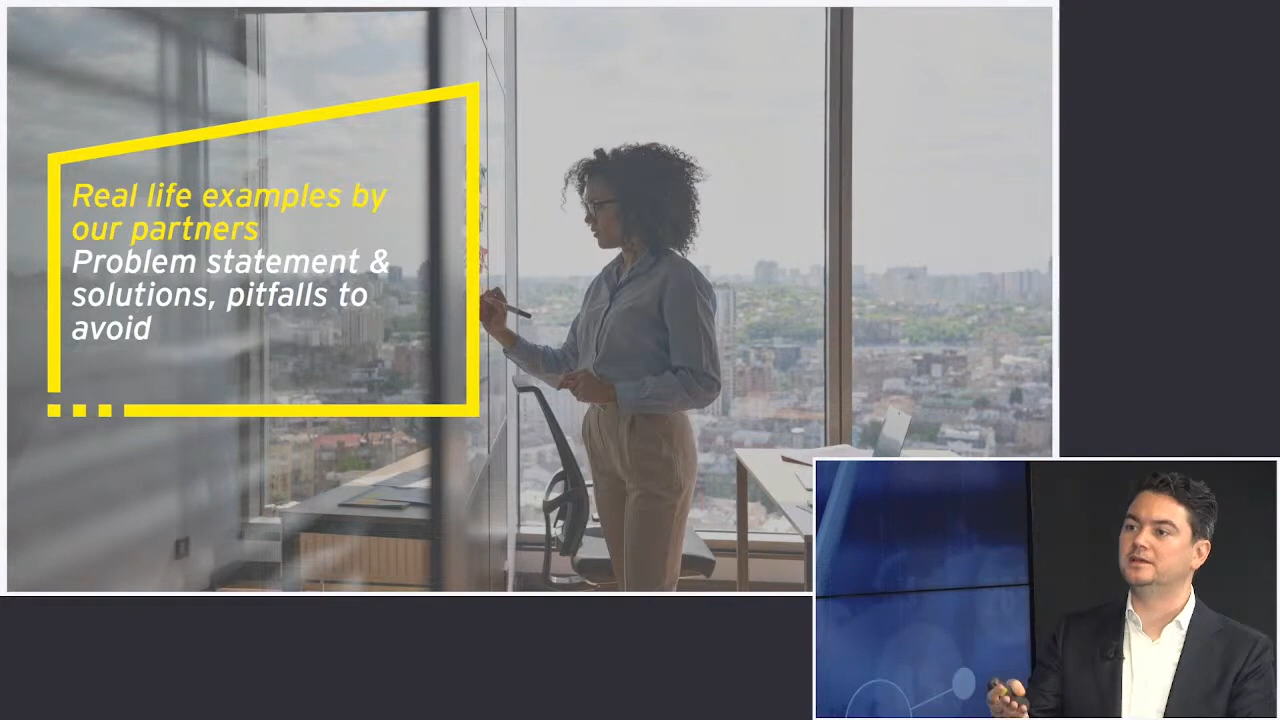 Real life examples by
our partners
Problem statement &
solutions, pitfalls to
avoid